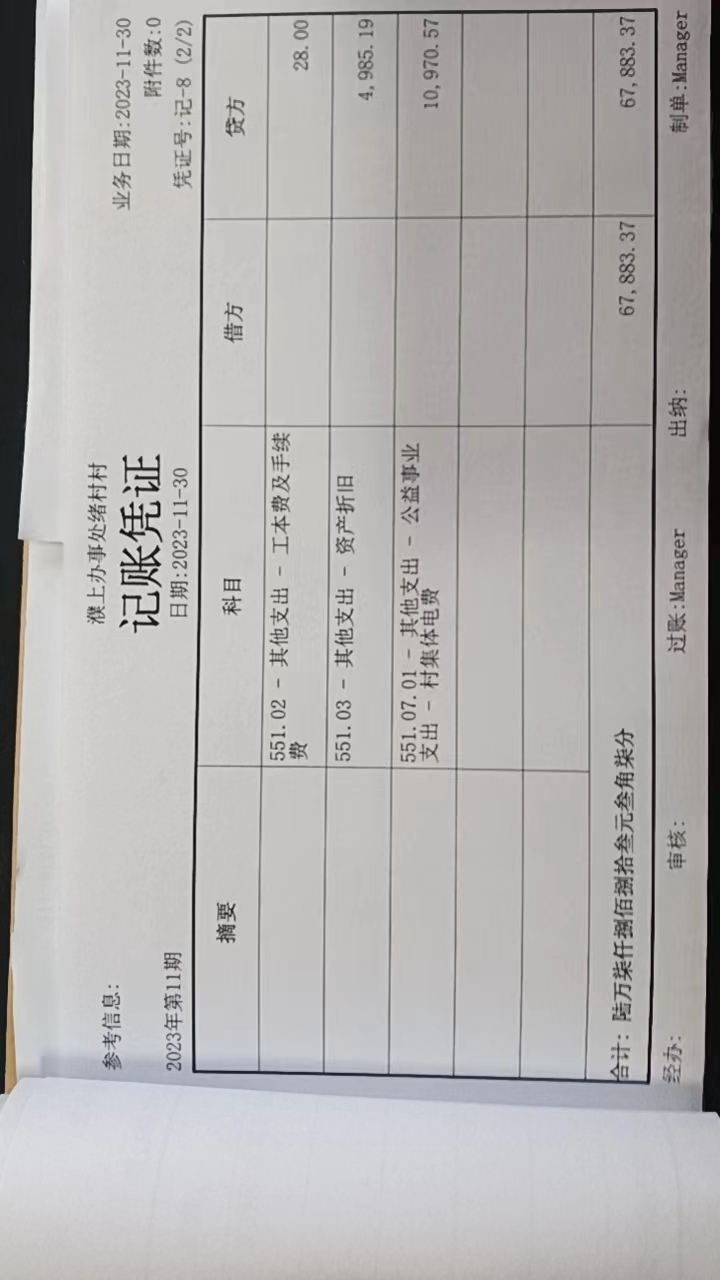 濮上办事处绪村村
记账凭证
参考信息:
业务日期:2023-11-30
附件数:0
2023年第11期
日期:2023-11-30
凭证号:记-8 (2/2)
摘要 科目 借方 贷方
551.02 - 其他支出 - 工本费及手续 28.00
费
551.03 - 其他支出 - 资产折旧 4,985.19
551.07.01 - 其他支出 - 公益事业 10,970.57
支出 - 村集体电费
合计: 陆万柒仟捌佰捌拾叁元叁角柒分 67,883.37 67,883.37
经办: 审核: 过账:Manager 出纳: 制单:Manager